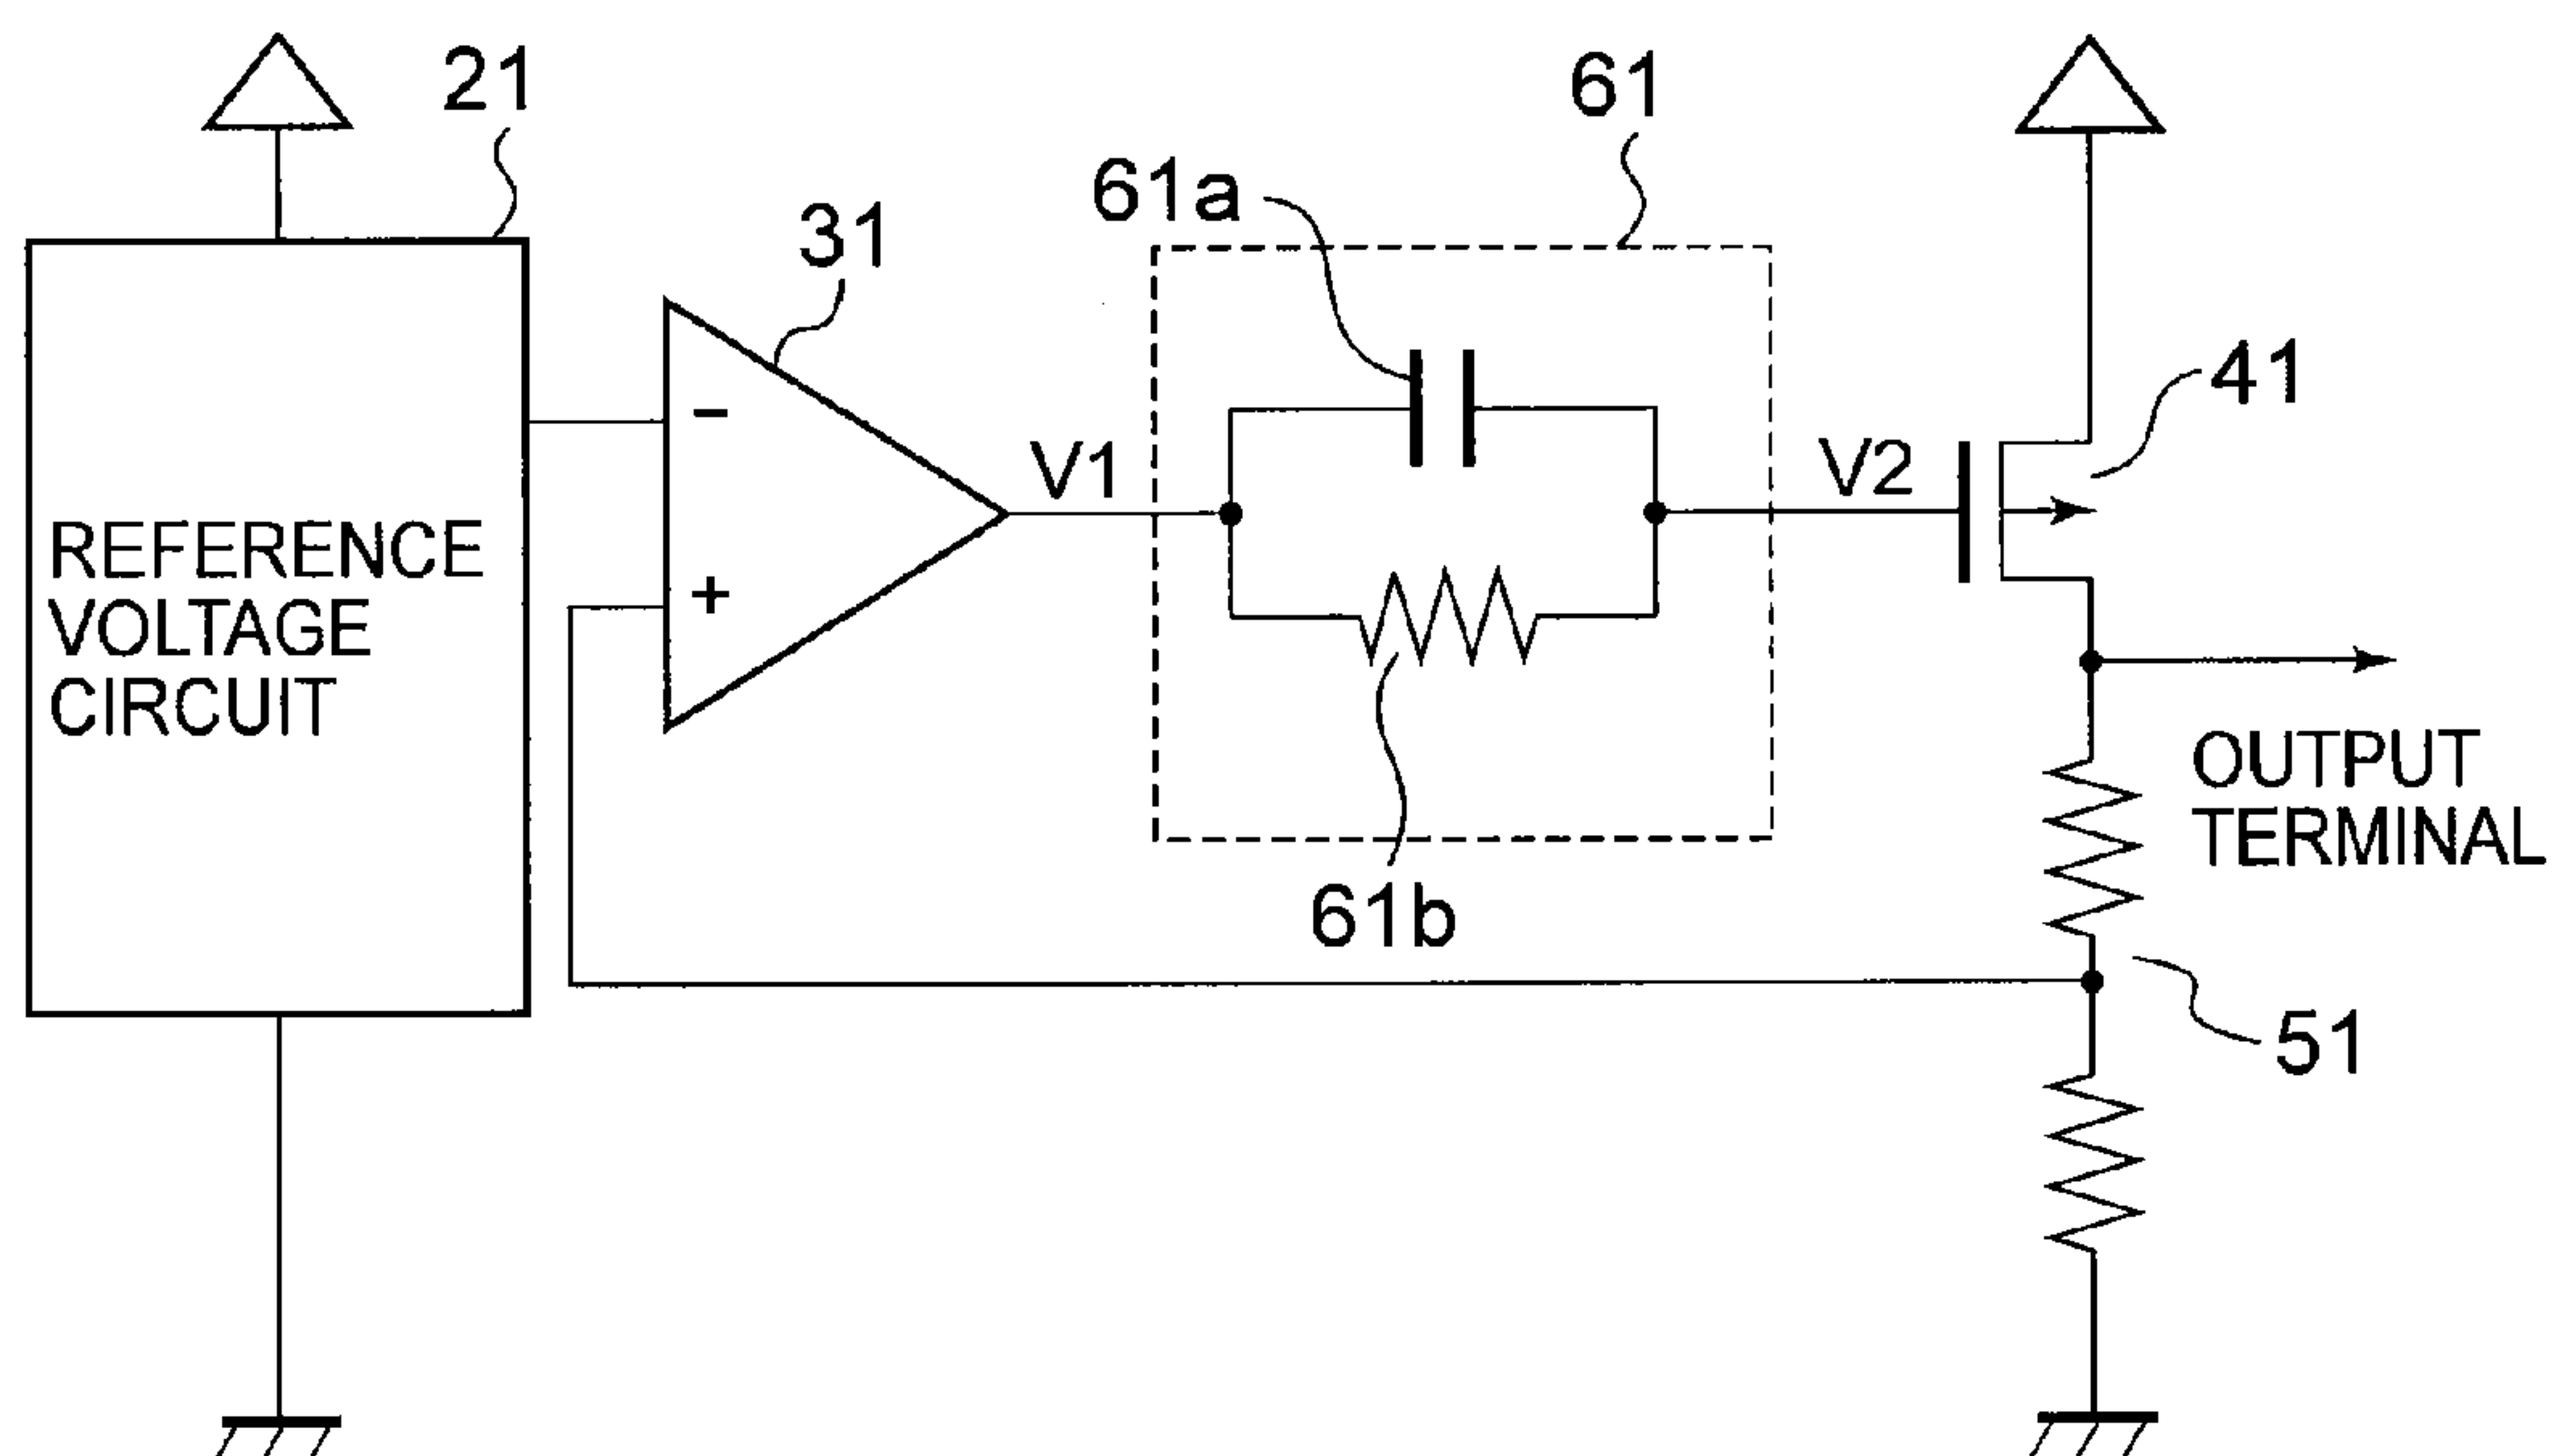 21
61
61a
31
41
V1
V2
−
+
REFERENCE
VOLTAGE
CIRCUIT
OUTPUT
TERMINAL
61b
51